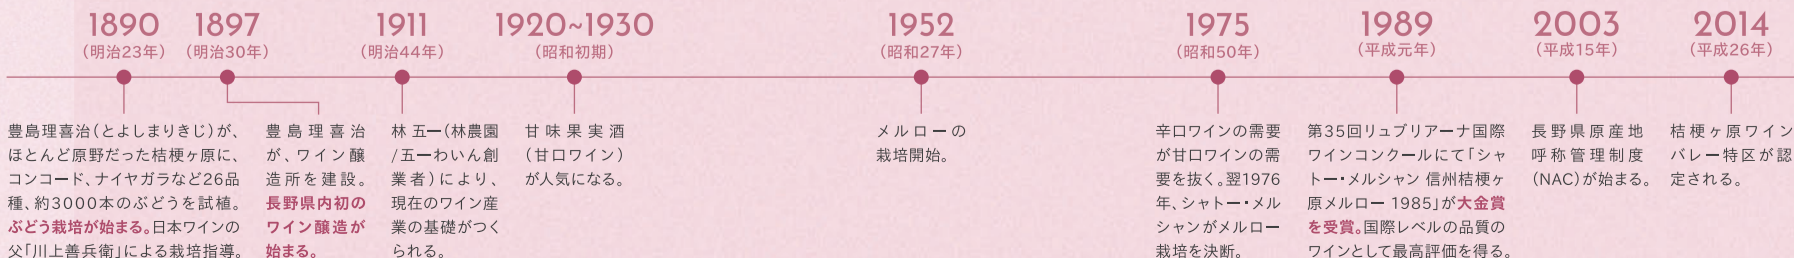 1890
（明治23年）
豊島理喜治（とよしまりきじ）が、
ほとんど原野だった桔梗ヶ原に、
コンコード、ナイヤガラなど26品
種、約3000本のぶどうを試植。
ぶどう栽培が始まる。日本ワインの
父「川上善兵衛」による栽培指導。
1897
（明治30年）
豊島理喜治
が、ワイン醸
造所を建設。
長野県内初の
ワイン醸造が
始まる。
1911
（明治44年）
林 五一（林農園
/五一わいん創
業者）により、
現在のワイン産
業の基礎がつく
られる。
1920~1930
（昭和初期）
甘味果実酒
（甘口ワイン）
が人気になる。
1952
（昭和27年）
メルローの
栽培開始。
1975
（昭和50年）
辛口ワインの需要
が甘口ワインの需
要を抜く。翌1976
年、シャトー・メル
シャンがメルロー
栽培を決断。
1989
（平成元年）
第35回リュブリアーナ国際
ワインコンクールにて「シャ
トー・メルシャン 信州桔梗ヶ
原メルロー 1985」が大金賞
を受賞。国際レベルの品質の
ワインとして最高評価を得る。
2003
（平成15年）
長野県原産地
呼称管理制度
（NAC）が始まる。
2014
（平成26年）
桔梗ヶ原ワイン
バレー特区が認
定される。